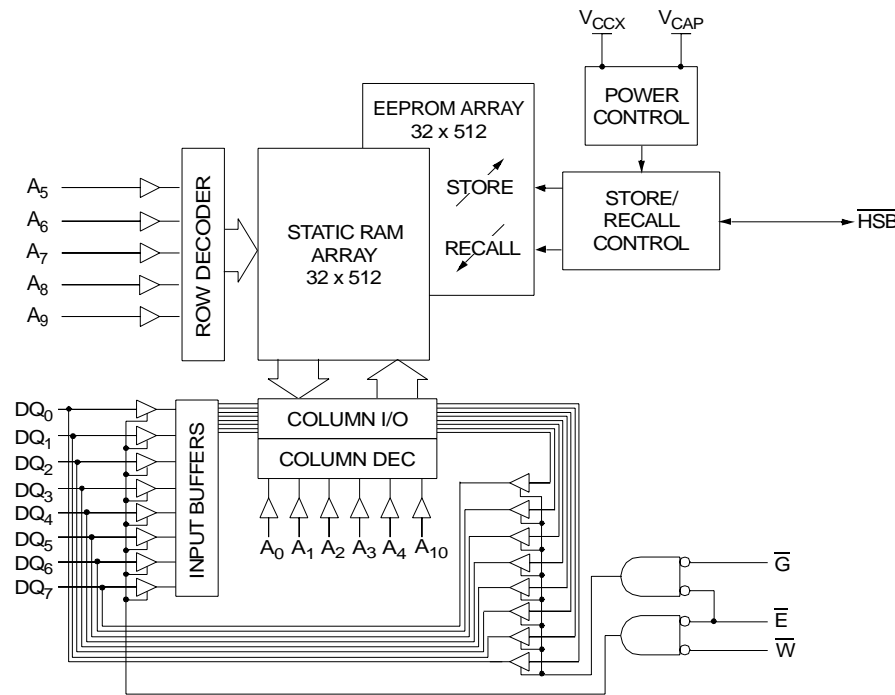 V_CCX V_CAP
POWER CONTROL
EEPROM ARRAY
32 x 512
STORE
RECALL
STORE/
RECALL
CONTROL
H̅S̅B̅
A5
A6
A7
A8
A9
ROW DECODER
STATIC RAM
ARRAY
32 x 512
DQ0
DQ1
DQ2
DQ3
DQ4
DQ5
DQ6
DQ7
INPUT BUFFERS
COLUMN I/O
COLUMN DEC
A0 A1 A2 A3 A4 A10
G̅
E̅
W̅